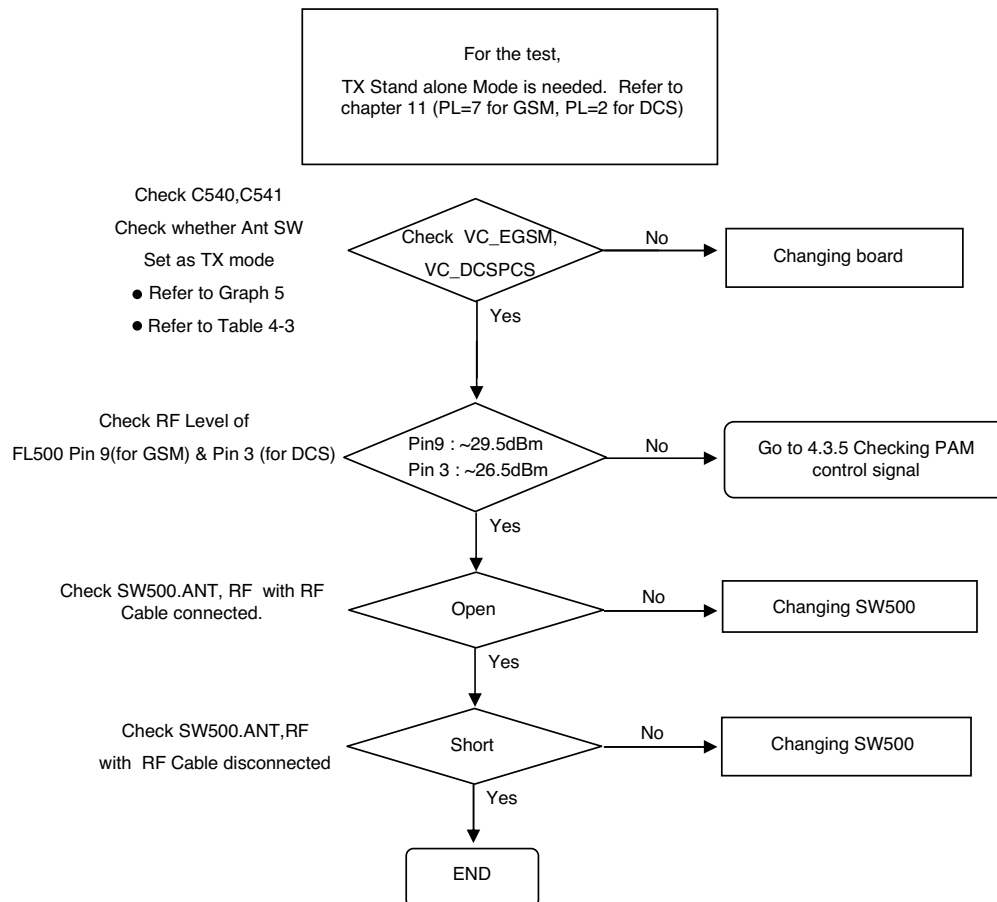 For the test,
TX Stand alone Mode is needed. Refer to
chapter 11 (PL=7 for GSM, PL=2 for DCS)
Check C540,C541
Check whether Ant SW
Set as TX mode
● Refer to Graph 5
● Refer to Table 4-3
Check VC_EGSM,
VC_DCSPCS
No
Changing board
Yes
Check RF Level of
FL500 Pin 9(for GSM) & Pin 3 (for DCS)
Pin9 : ~29.5dBm
Pin 3 : ~26.5dBm
No
Go to 4.3.5 Checking PAM
control signal
Yes
Check SW500.ANT, RF with RF
Cable connected.
Open
No
Changing SW500
Yes
Check SW500.ANT,RF
with RF Cable disconnected
Short
No
Changing SW500
Yes
END